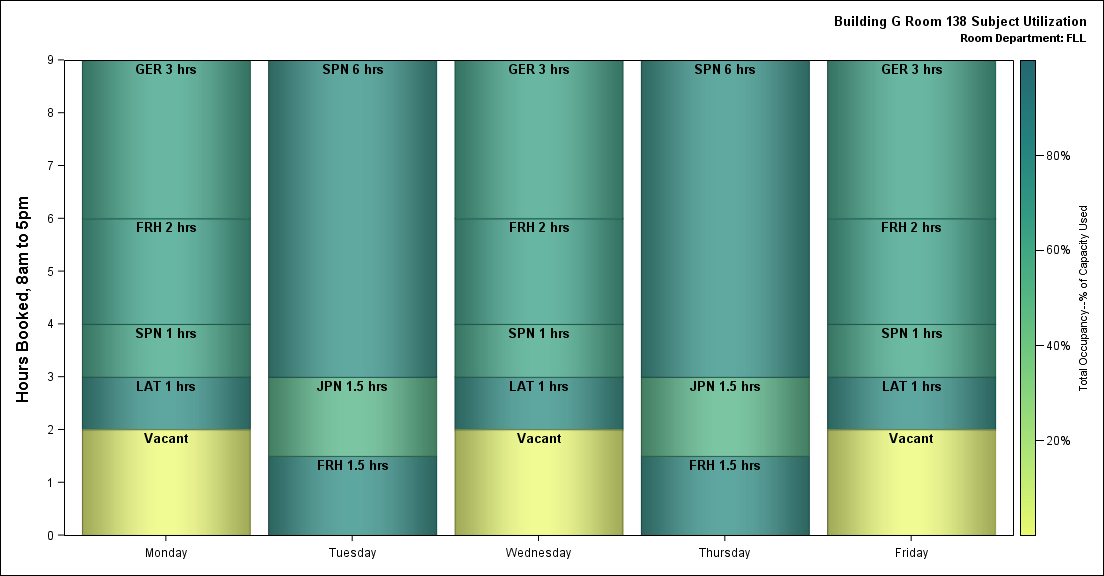 Building G Room 138 Subject Utilization
Room Department: FLL
Hours Booked, 8am to 5pm
9
8
7
6
5
4
3
2
1
0
GER 3 hrs
FRH 2 hrs
SPN 1 hrs
LAT 1 hrs
Vacant
SPN 6 hrs
JPN 1.5 hrs
FRH 1.5 hrs
GER 3 hrs
FRH 2 hrs
SPN 1 hrs
LAT 1 hrs
Vacant
SPN 6 hrs
JPN 1.5 hrs
FRH 1.5 hrs
GER 3 hrs
FRH 2 hrs
SPN 1 hrs
LAT 1 hrs
Vacant
Monday
Tuesday
Wednesday
Thursday
Friday
80%
60%
40%
20%
Total Occupancy--% of Capacity Used